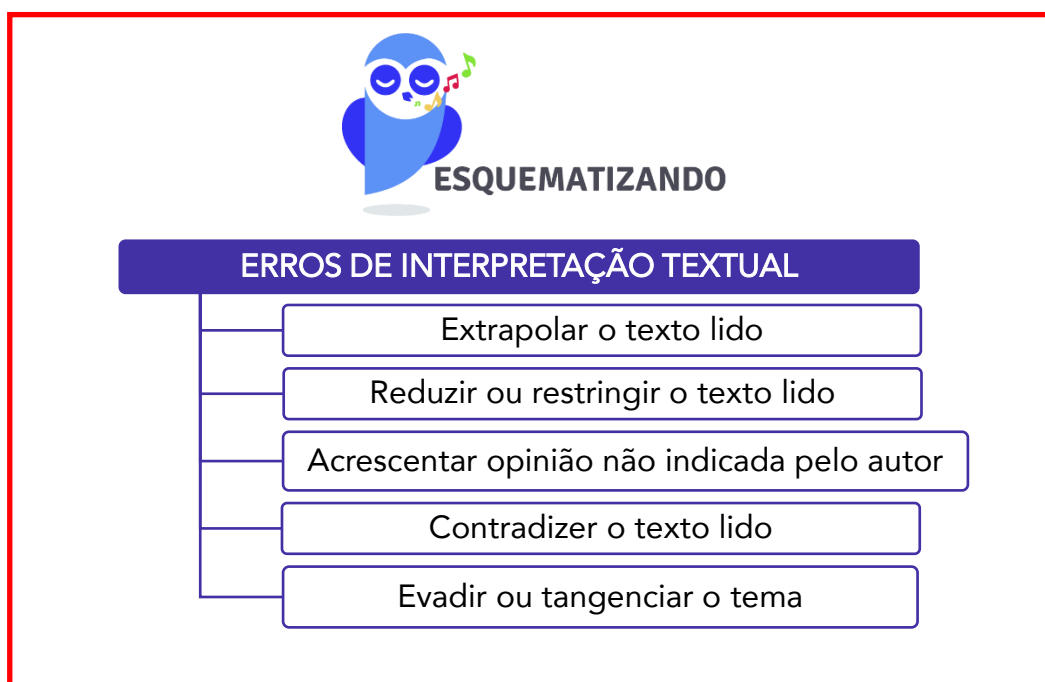 ESQUEMATIZANDO
ERROS DE INTERPRETAÇÃO TEXTUAL
Extrapolar o texto lido
Reduzir ou restringir o texto lido
Acrescentar opinião não indicada pelo autor
Contradizer o texto lido
Evadir ou tangenciar o tema